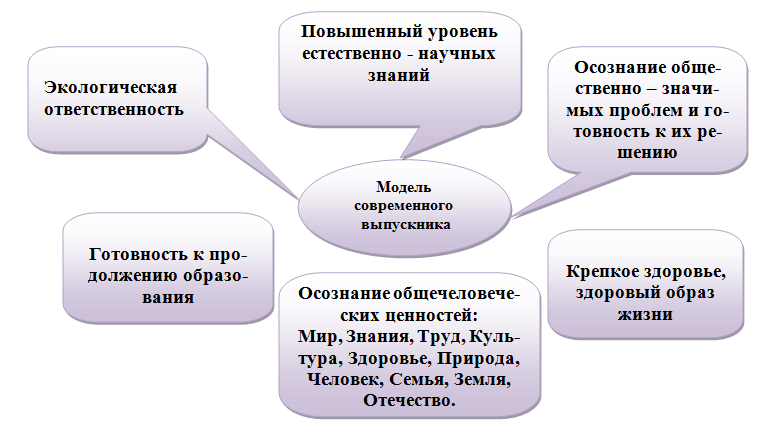 Повышенный уровень
естественно - научных
знаний
Экологическая
ответственность
Осознание обще-
ственно – значи-
мых проблем и го-
товность к их ре-
шению
Модель
современного
выпускника
Готовность к про-
должению образо-
вания
Осознание общечеловече-
ских ценностей:
Мир, Знания, Труд, Куль-
тура, Здоровье, Природа,
Человек, Семья, Земля,
Отечество.
Крепкое здоровье,
здоровый образ
жизни